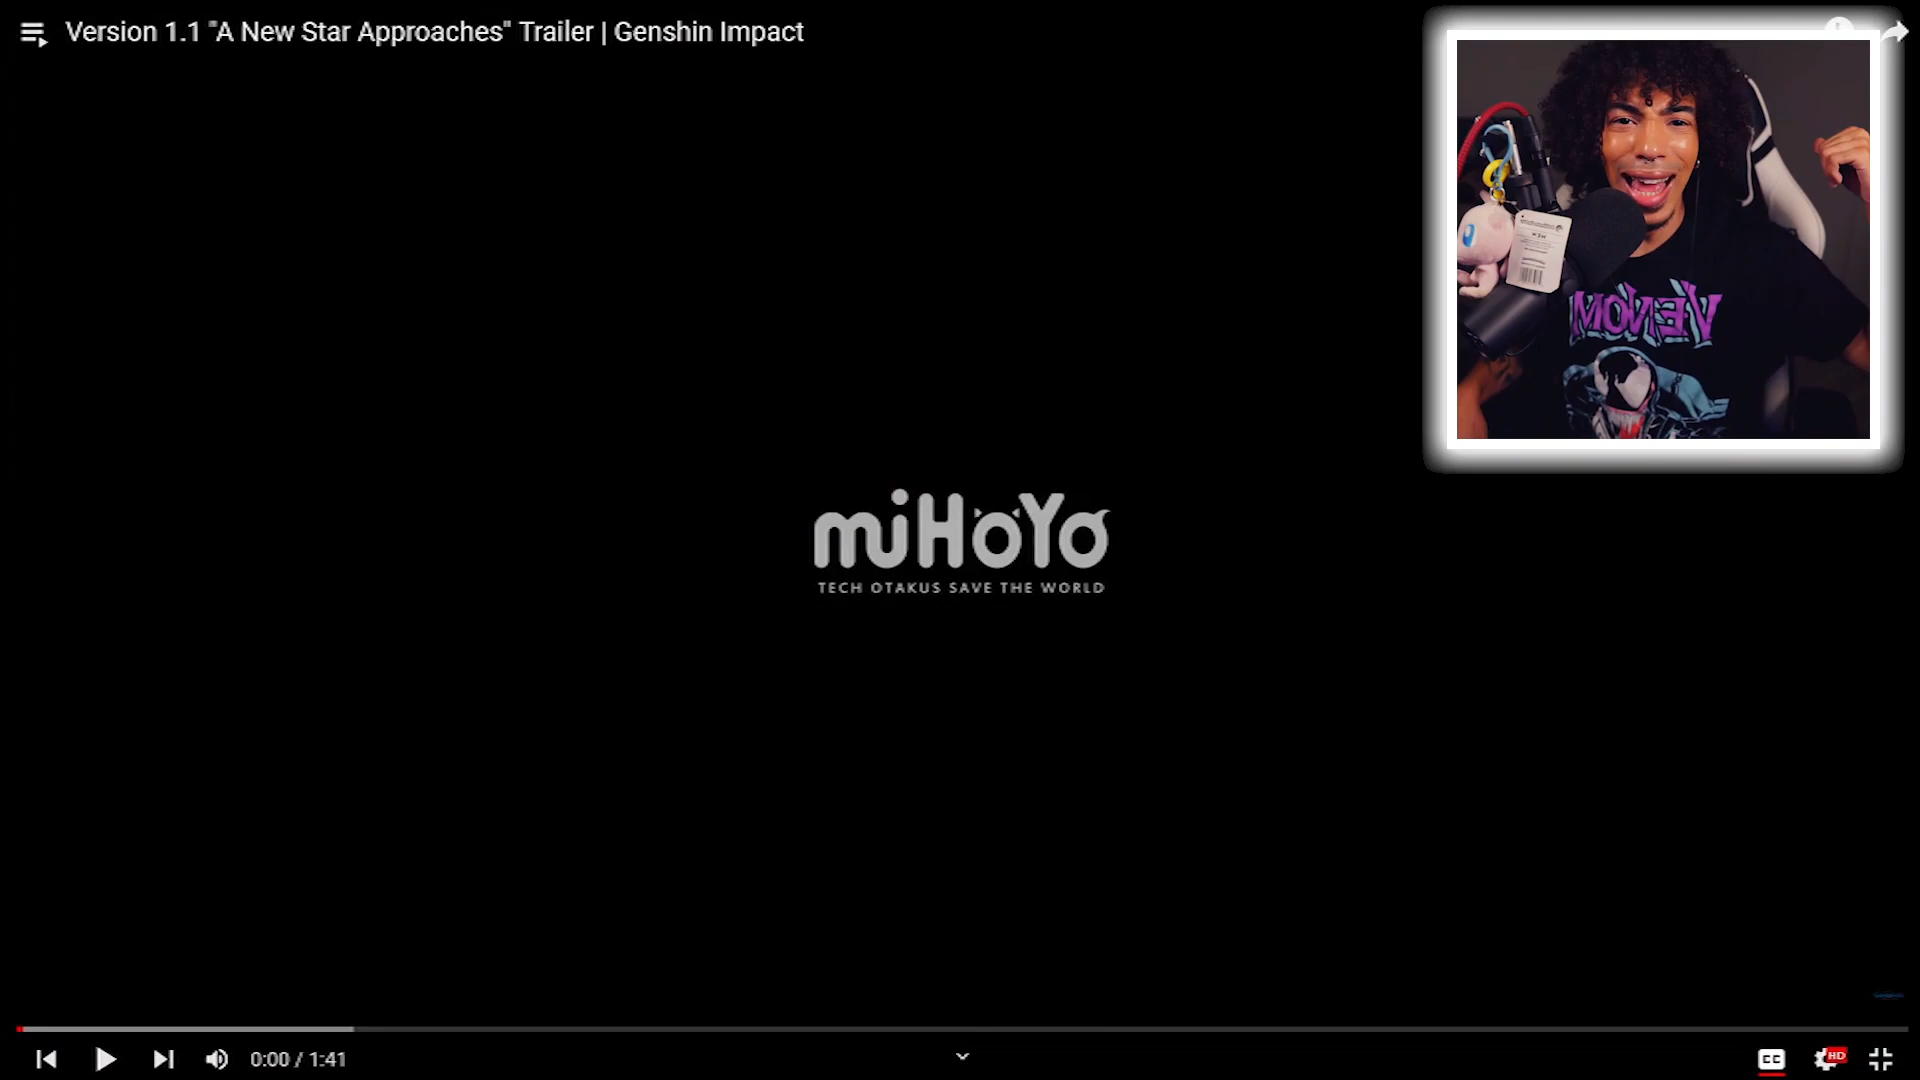 Version 1.1 "A New Star Approaches" Trailer | Genshin Impact
VENOM
miHoYo
TECH OTAKUS SAVE THE WORLD
0:00 / 1:41
CC
HD